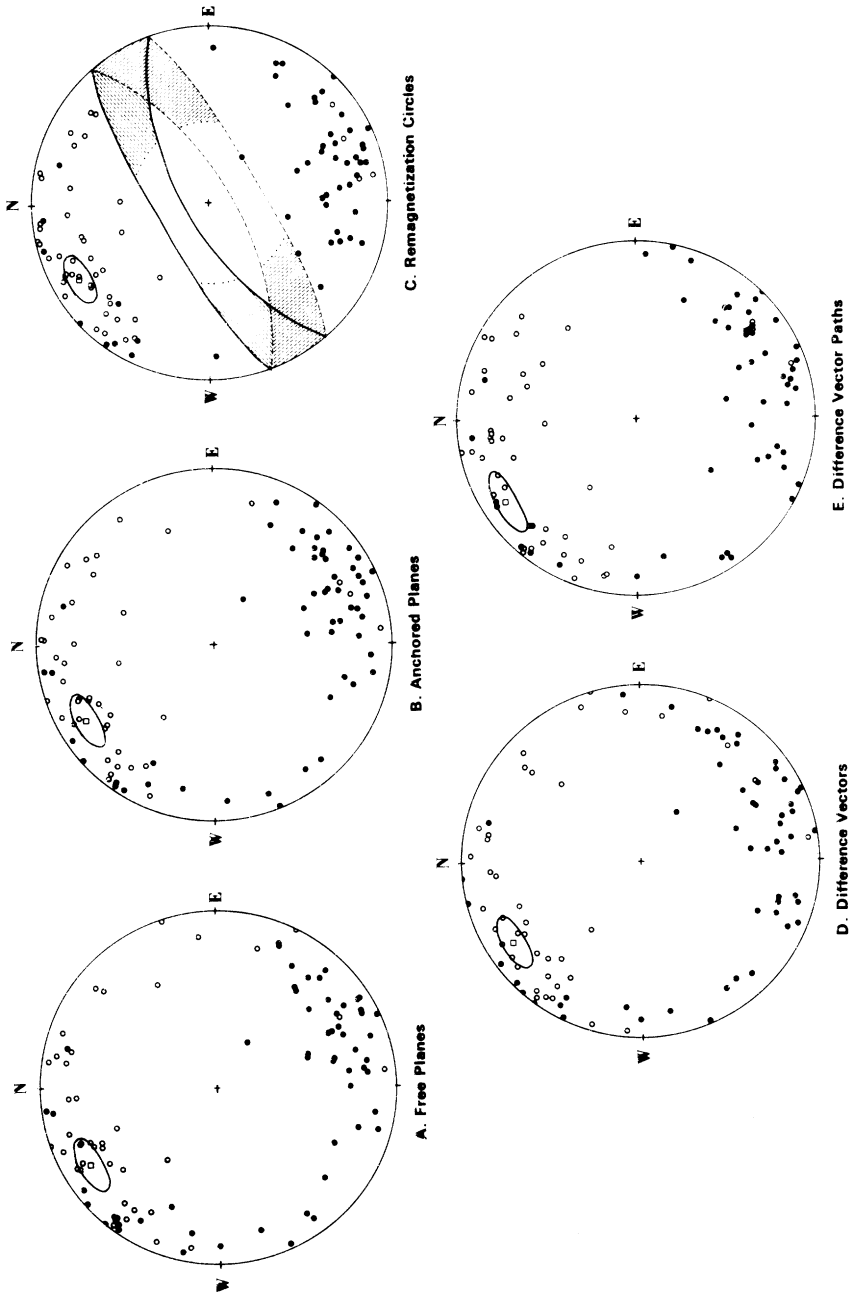 N
E
W
A. Free Planes
N
E
W
B. Anchored Planes
N
E
W
C. Remagnetization Circles
N
E
W
D. Difference Vectors
N
E
W
E. Difference Vector Paths